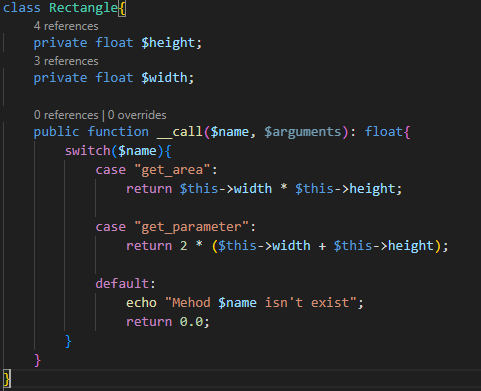 class Rectangle{
4 references
private float $height;
3 references
private float $width;
0 references | 0 overrides
public function __call($name, $arguments): float{
switch($name){
case "get_area":
return $this->width * $this->height;
case "get_parameter":
return 2 * ($this->width + $this->height);
default:
echo "Mehod $name isn't exist";
return 0.0;
}
}
}